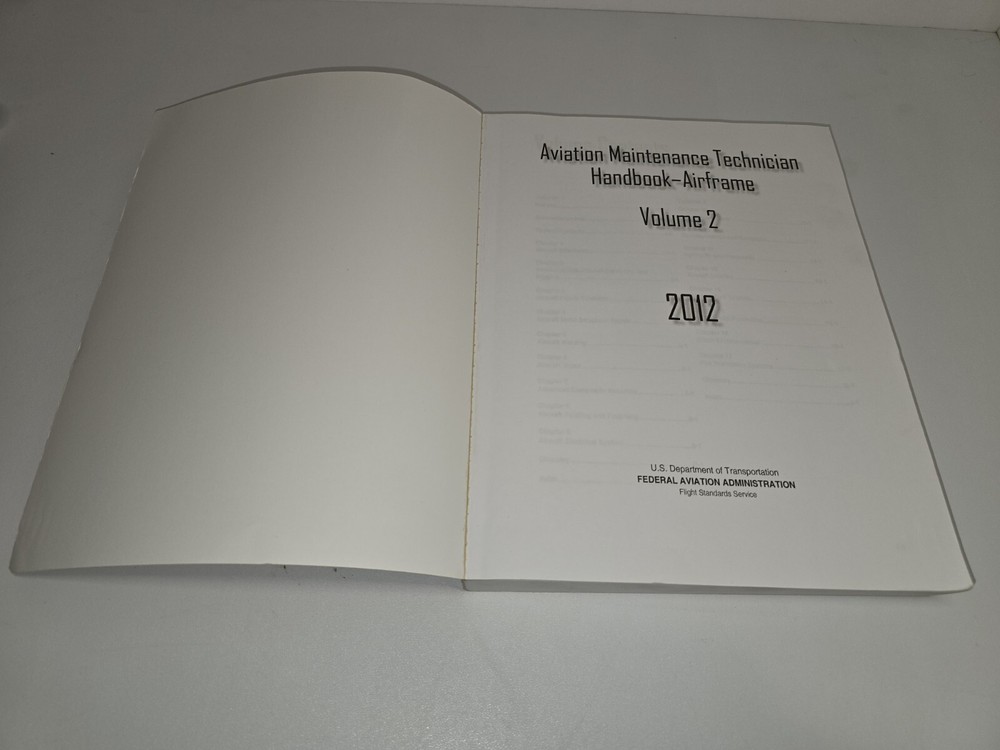 Aviation Maintenance Technician
Handbook–Airframe
Volume 2
2012
U.S. Department of Transportation
FEDERAL AVIATION ADMINISTRATION
Flight Standards Service